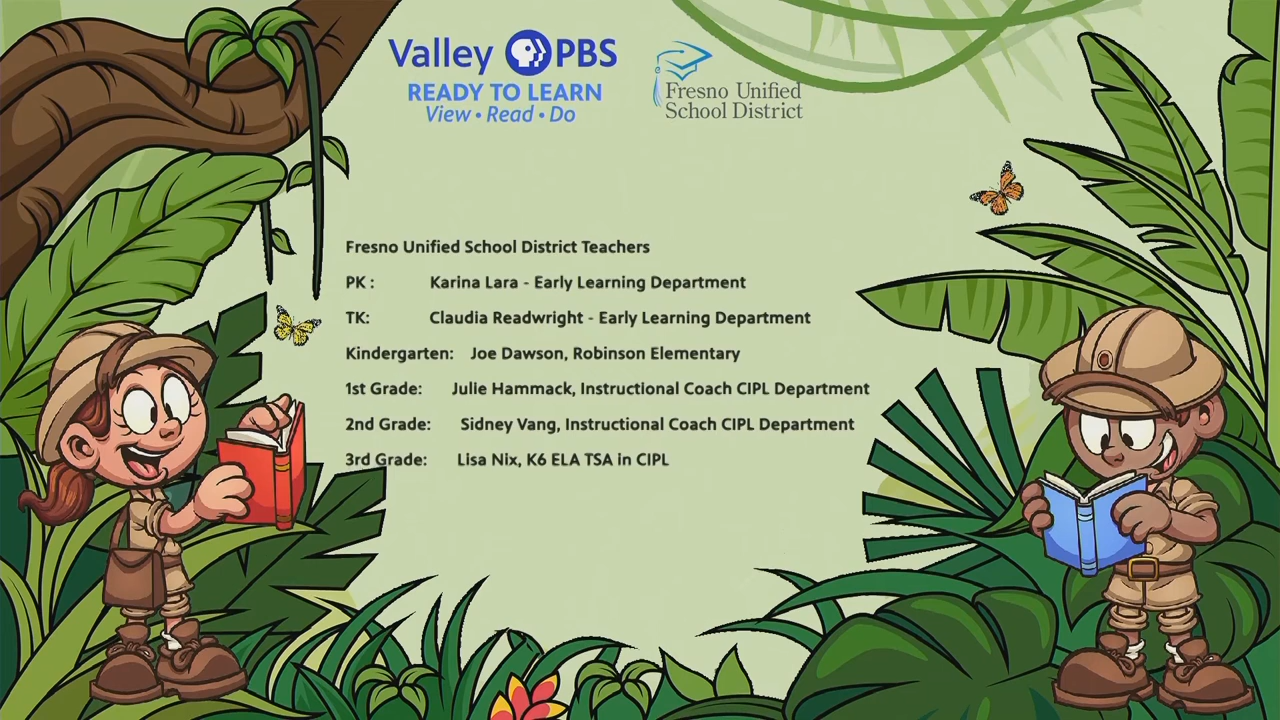 Valley PBS
READY TO LEARN
View • Read • Do
Fresno Unified
School District
Fresno Unified School District Teachers
PK : Karina Lara - Early Learning Department
TK: Claudia Readwright - Early Learning Department
Kindergarten: Joe Dawson, Robinson Elementary
1st Grade: Julie Hammack, Instructional Coach CIPL Department
2nd Grade: Sidney Vang, Instructional Coach CIPL Department
3rd Grade: Lisa Nix, K6 ELA TSA in CIPL